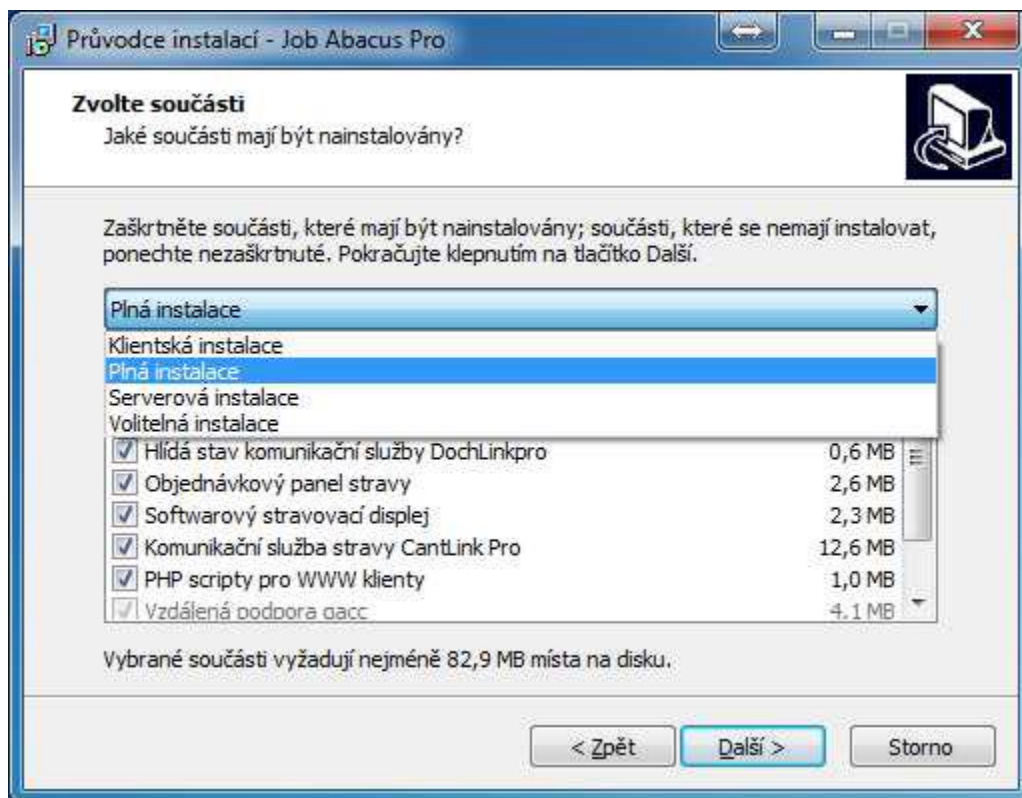 Průvodce instalací - Job Abacus Pro
Zvolte součásti
Jaké součásti mají být nainstalovány?
Zaškrtněte součásti, které mají být nainstalovány; součásti, které se nemají instalovat,
ponechte nezaškrtnuté. Pokračujte klepnutím na tlačítko Další.
Plná instalace
Klientská instalace
Plná instalace
Serverová instalace
Volitelná instalace
Hlídá stav komunikační služby DochLinkpro 0,6 MB
Objednávkový panel stravy 2,6 MB
Softwarový stravovací displej 2,3 MB
Komunikační služba stravy CantLink Pro 12,6 MB
PHP scripty pro WWW klienty 1,0 MB
Vzdálená podpora gacc 4.1 MB
Vybrané součásti vyžadují nejméně 82,9 MB místa na disku.
< Zpět Další > Storno